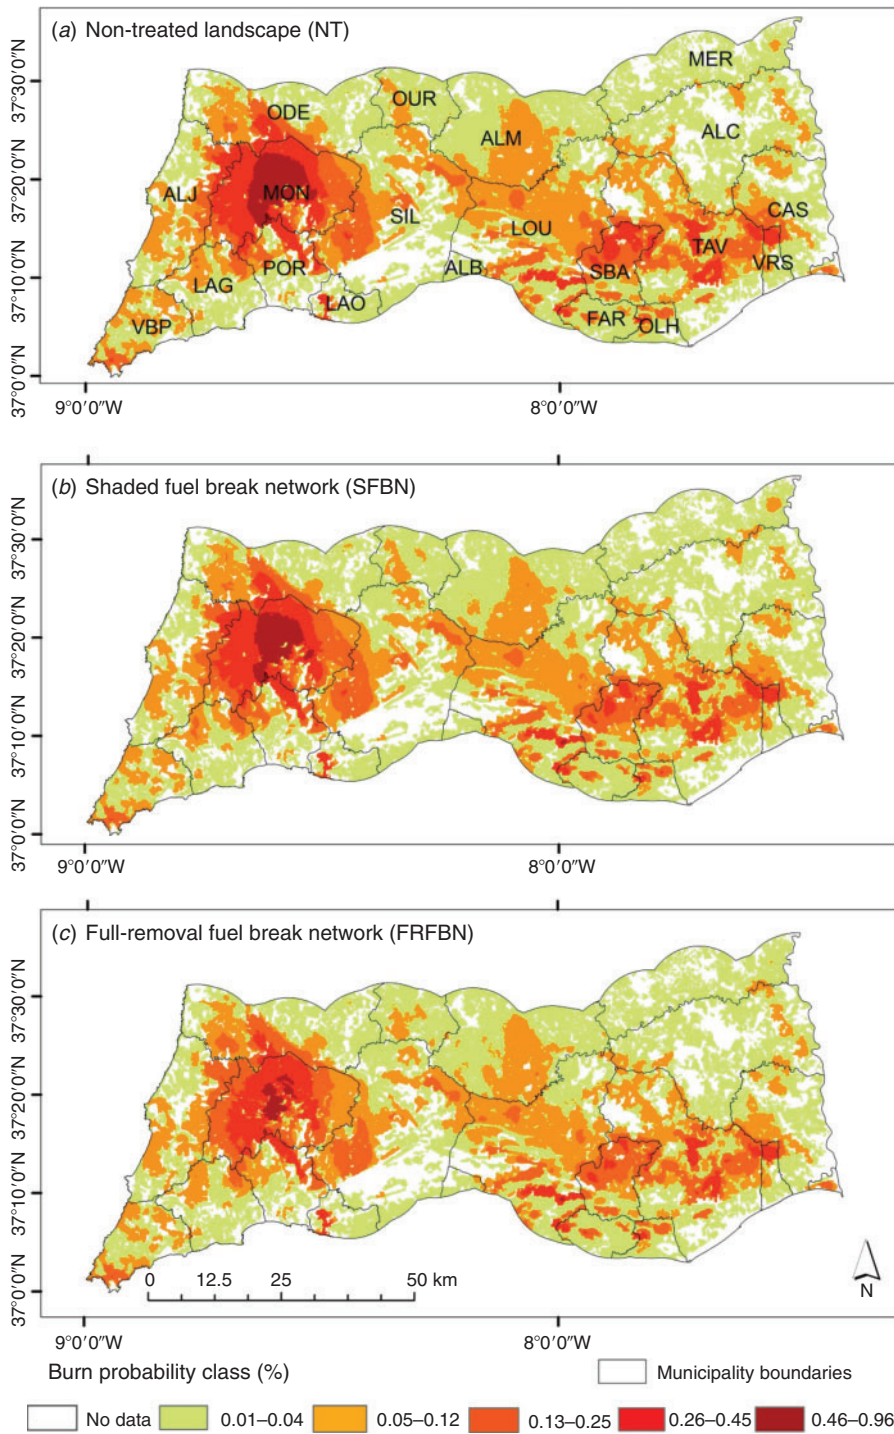 (a) Non-treated landscape (NT)
MER
37°30′0″N
ODE
OUR
ALM
ALC
37°20′0″N
ALJ
MON
SIL
LOU
CAS
TAV
37°10′0″N
LAG
POR
ALB
SBA
VRS
VBP
LAO
FAR
OLH
37°0′0″N
9°0′0″W
8°0′0″W
(b) Shaded fuel break network (SFBN)
37°30′0″N
37°20′0″N
37°10′0″N
37°0′0″N
9°0′0″W
8°0′0″W
(c) Full-removal fuel break network (FRFBN)
37°30′0″N
37°20′0″N
37°10′0″N
37°0′0″N
0 12.5 25 50 km
N
9°0′0″W
8°0′0″W
Burn probability class (%)
Municipality boundaries
No data 0.01–0.04 0.05–0.12 0.13–0.25 0.26–0.45 0.46–0.96